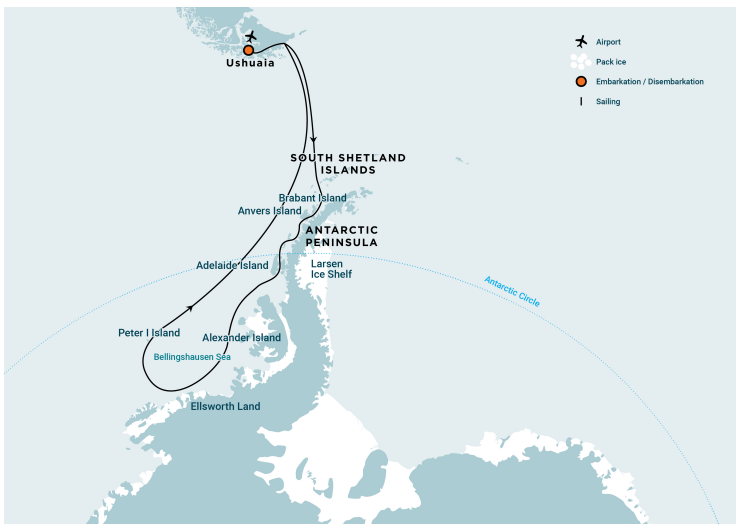 Ushuaia
Airport
Pack ice
Embarkation / Disembarkation
Sailing
SOUTH SHETLAND
ISLANDS
Brabant Island
Anvers Island
ANTARCTIC
PENINSULA
Adelaide Island
Larsen
Ice Shelf
Antarctic Circle
Peter I Island
Alexander Island
Bellingshausen Sea
Ellsworth Land